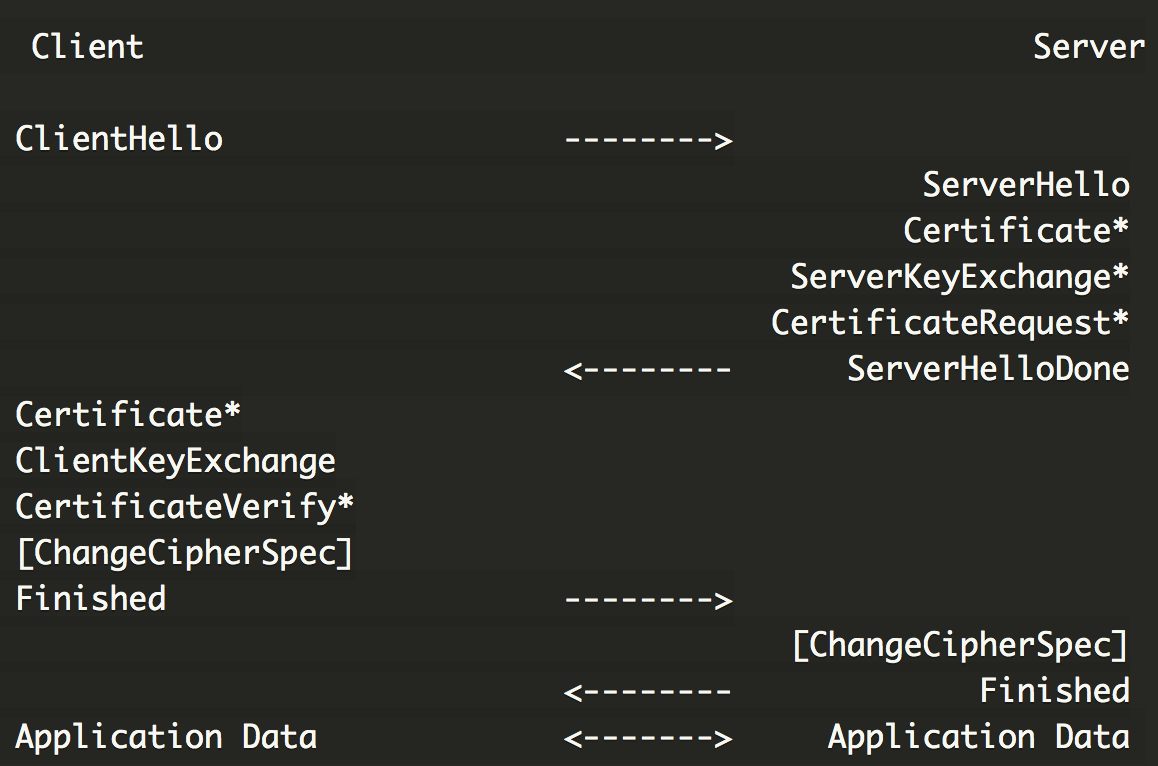 Client Server
ClientHello -------->
ServerHello
Certificate*
ServerKeyExchange*
CertificateRequest*
<-------- ServerHelloDone
Certificate*
ClientKeyExchange
CertificateVerify*
[ChangeCipherSpec]
Finished -------->
[ChangeCipherSpec]
<-------- Finished
Application Data <-------> Application Data